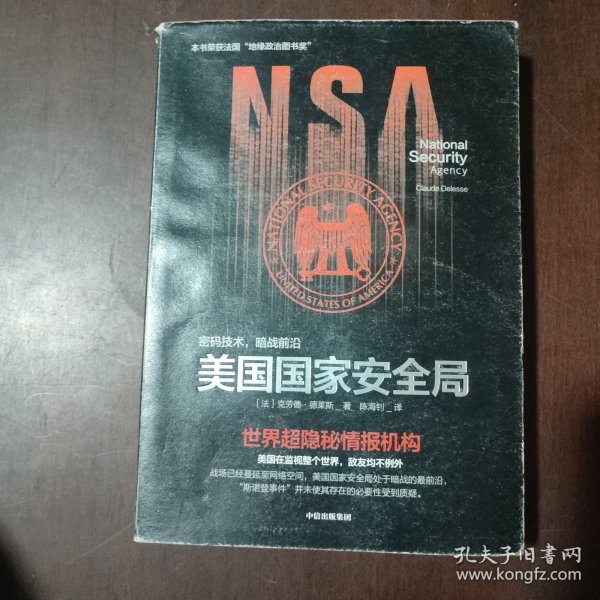 本书荣获法国“地缘政治图书奖”
NSA
National
Security
Agency
Claude Delesse
NATIONAL SECURITY AGENCY
UNITED STATES OF AMERICA
密码技术，暗战前沿
美国国家安全局
［法］克劳德·德莱斯_著 陈海钊_译
世界超隐秘情报机构
美国在监视整个世界，敌友均不例外
战场已经蔓延至网络空间，美国国家安全局处于暗战的最前沿，
“斯诺登事件”并未使其存在的必要性受到质疑。
中信出版集团
孔夫子旧书网
www.kongfz.com